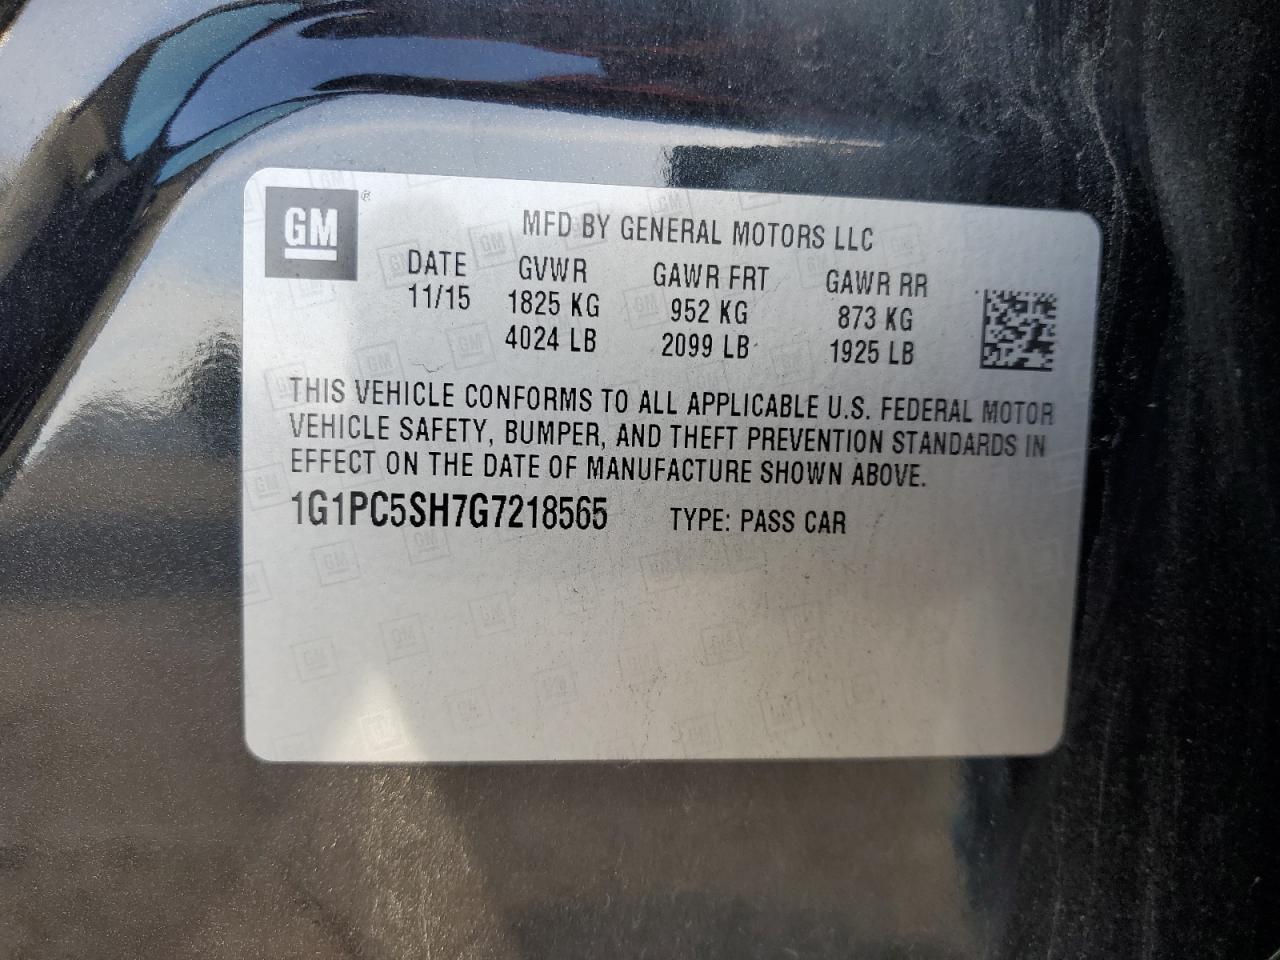 GM®
MFD BY GENERAL MOTORS LLC
DATE GVWR GAWR FRT GAWR RR
11/15 1825 KG 952 KG 873 KG
4024 LB 2099 LB 1925 LB
THIS VEHICLE CONFORMS TO ALL APPLICABLE U.S. FEDERAL MOTOR
VEHICLE SAFETY, BUMPER, AND THEFT PREVENTION STANDARDS IN
EFFECT ON THE DATE OF MANUFACTURE SHOWN ABOVE.
1G1PC5SH7G7218565 TYPE: PASS CAR